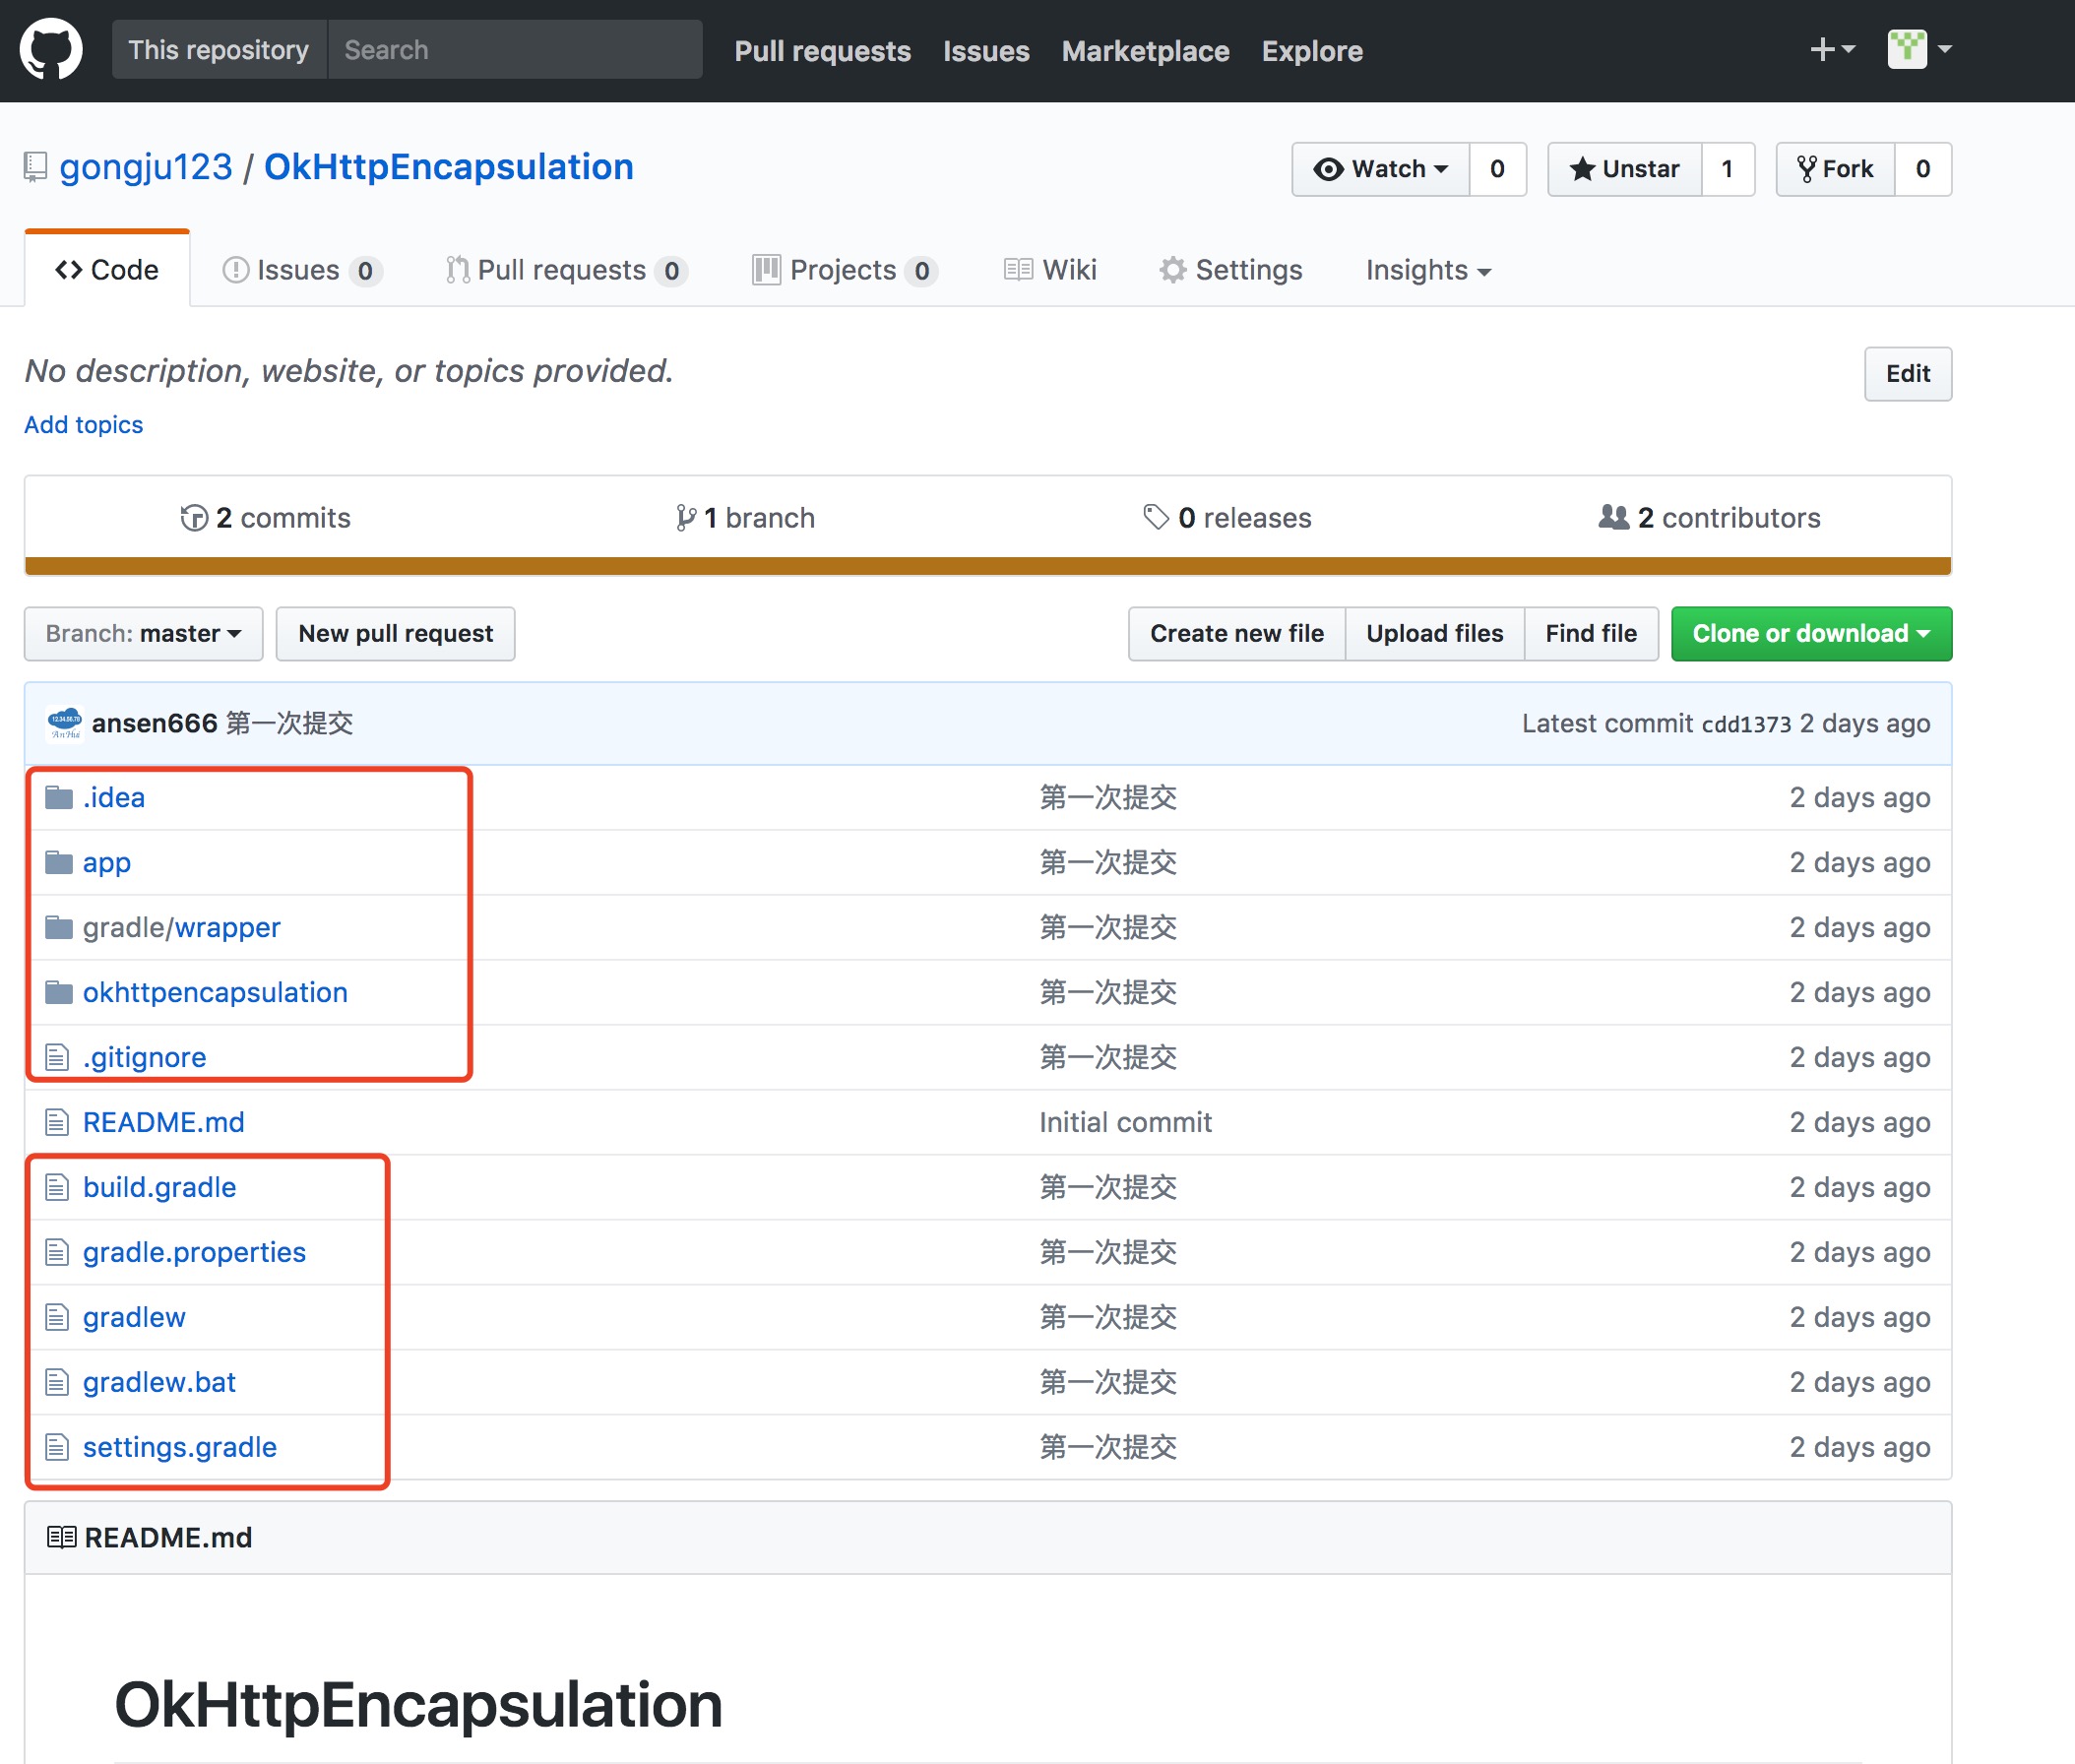 This repository Search Pull requests Issues Marketplace Explore
gongju123 / OkHttpEncapsulation Watch 0 Unstar 1 Fork 0
Code Issues 0 Pull requests 0 Projects 0 Wiki Settings Insights
No description, website, or topics provided. Edit
Add topics
2 commits 1 branch 0 releases 2 contributors
Branch: master New pull request Create new file Upload files Find file Clone or download
12.34.56.78
AnHui
ansen666 第一次提交 Latest commit cdd1373 2 days ago
.idea 第一次提交 2 days ago
app 第一次提交 2 days ago
gradle/wrapper 第一次提交 2 days ago
okhttpencapsulation 第一次提交 2 days ago
.gitignore 第一次提交 2 days ago
README.md Initial commit 2 days ago
build.gradle 第一次提交 2 days ago
gradle.properties 第一次提交 2 days ago
gradlew 第一次提交 2 days ago
gradlew.bat 第一次提交 2 days ago
settings.gradle 第一次提交 2 days ago
README.md
OkHttpEncapsulation